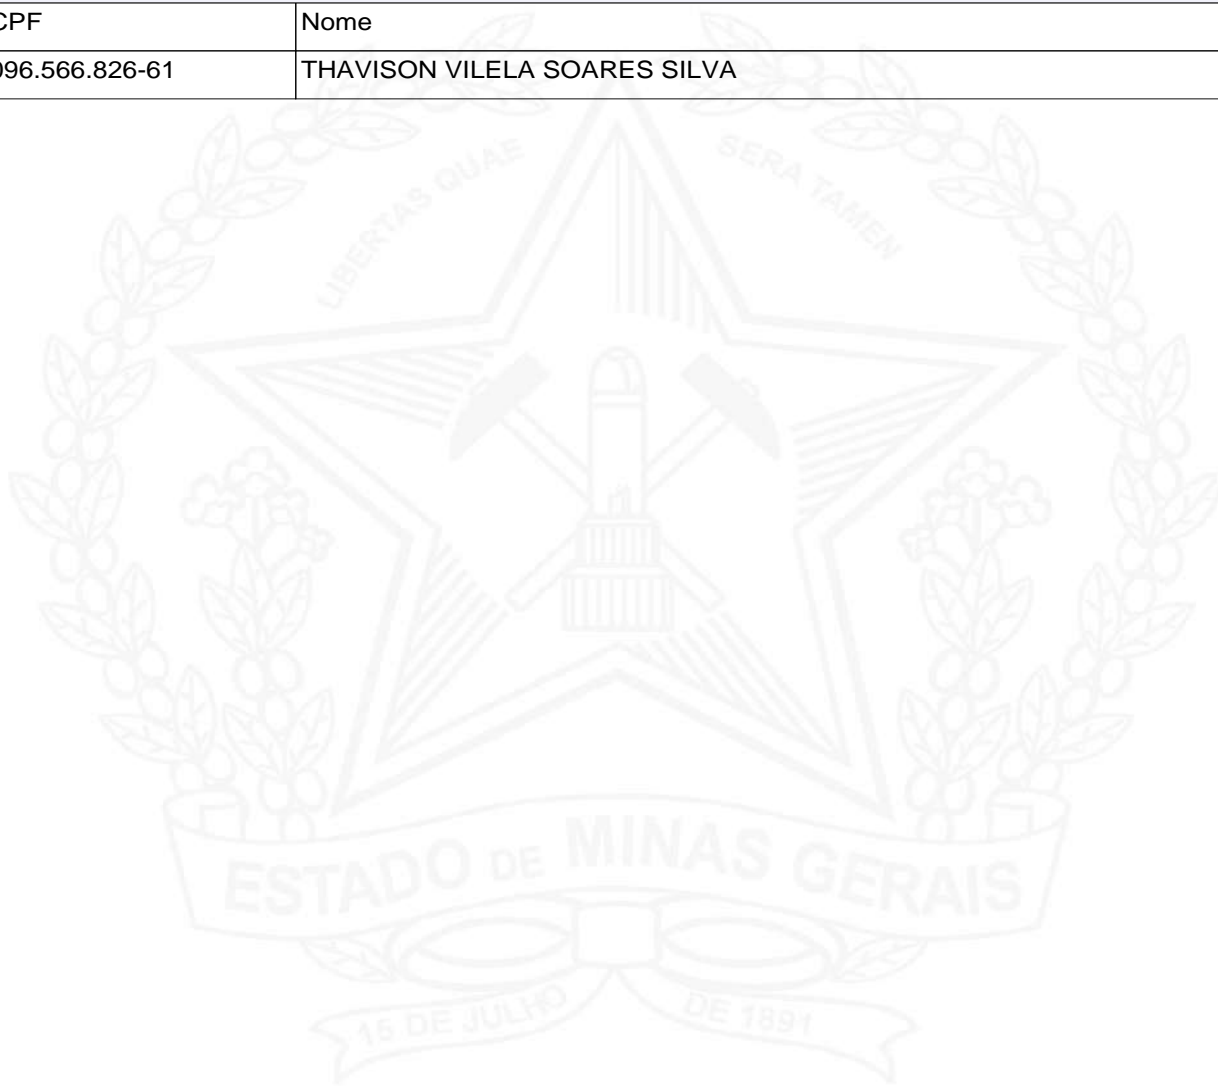 CPF Nome
096.566.826-61 THAVISON VILELA SOARES SILVA
LIBERTAS QUAE SERA TAMEN
ESTADO DE MINAS GERAIS
15 DE JULHO DE 1891